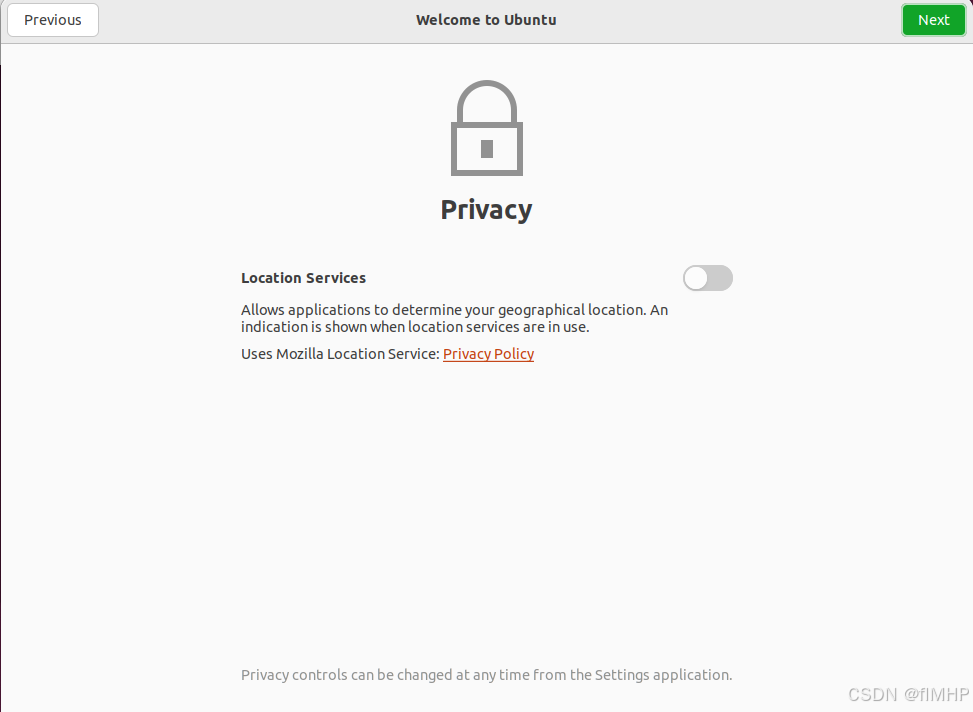 Previous
Welcome to Ubuntu
Next
Privacy
Location Services
Allows applications to determine your geographical location. An
indication is shown when location services are in use.
Uses Mozilla Location Service: Privacy Policy
Privacy controls can be changed at any time from the Settings application.
CSDN @flMHP